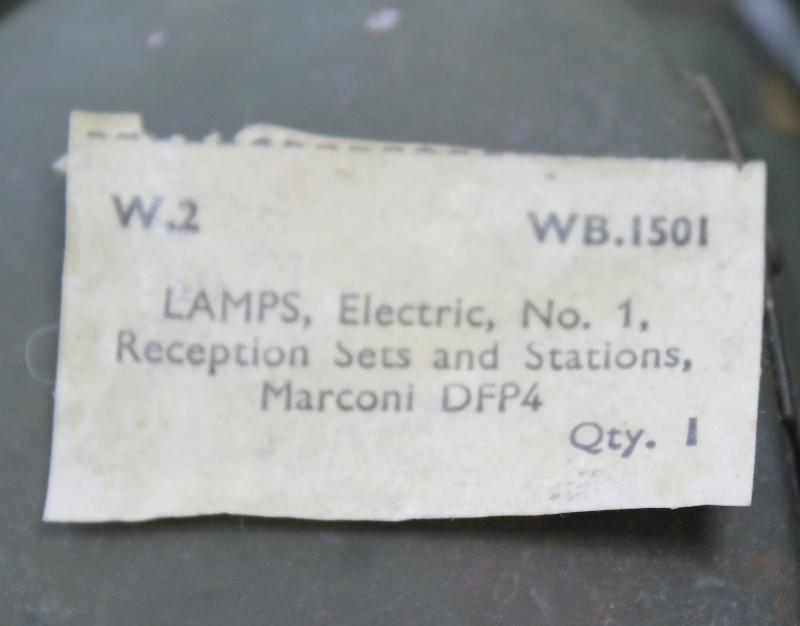 W.2 WB.1501
LAMPS, Electric, No. 1,
Reception Sets and Stations,
Marconi DFP4
Qty. 1